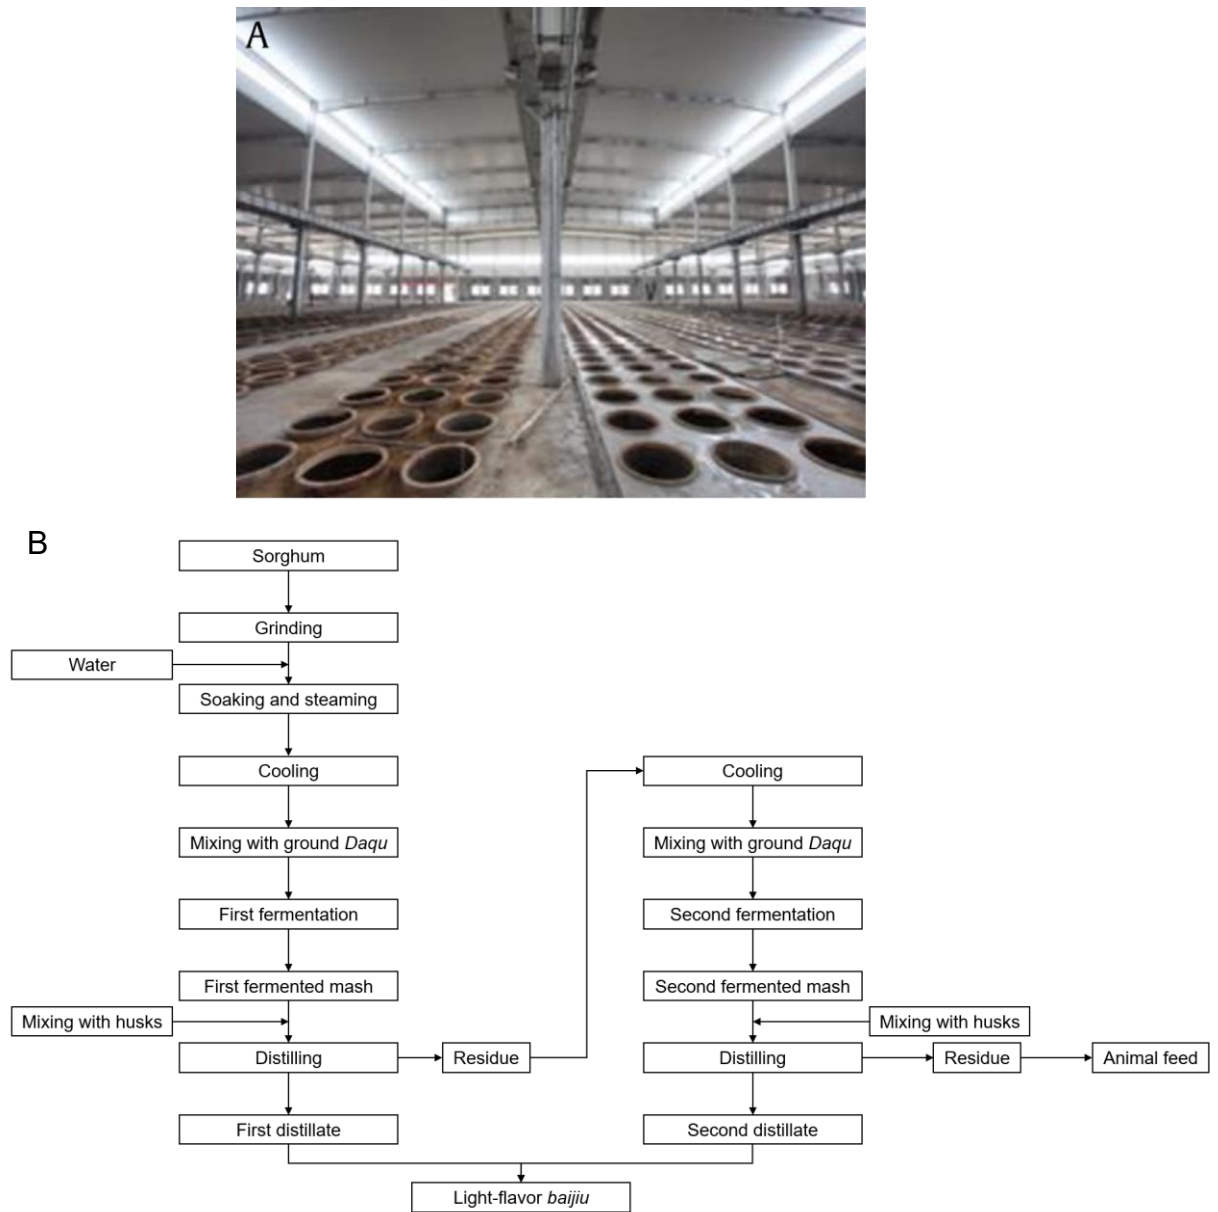 A
B
Sorghum
Grinding
Water
Soaking and steaming
Cooling
Mixing with ground Daqu
First fermentation
First fermented mash
Mixing with husks
Distilling
Residue
First distillate
Cooling
Mixing with ground Daqu
Second fermentation
Second fermented mash
Mixing with husks
Distilling
Residue
Animal feed
Second distillate
Light-flavor baijiu